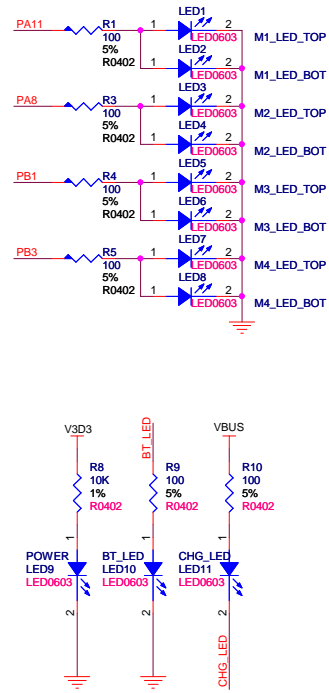 LED1
PA11 R1 1 2
100 LED0603 M1_LED_TOP
5% LED2
R0402 1 2
LED0603 M1_LED_BOT
LED3
PA8 R3 1 2
100 LED0603 M2_LED_TOP
5% LED4
R0402 1 2
LED0603 M2_LED_BOT
LED5
PB1 R4 1 2
100 LED0603 M3_LED_TOP
5% LED6
R0402 1 2
LED0603 M3_LED_BOT
LED7
PB3 R5 1 2
100 LED0603 M4_LED_TOP
5% LED8
R0402 1 2
LED0603 M4_LED_BOT
V3D3 BT_LED VBUS
R8 R9 R10
10K 100 100
1% 5% 5%
R0402 R0402 R0402
1 1 1
POWER BT_LED CHG_LED
LED9 LED10 LED11
LED0603 LED0603 LED0603
2 2 2
CHG_LED